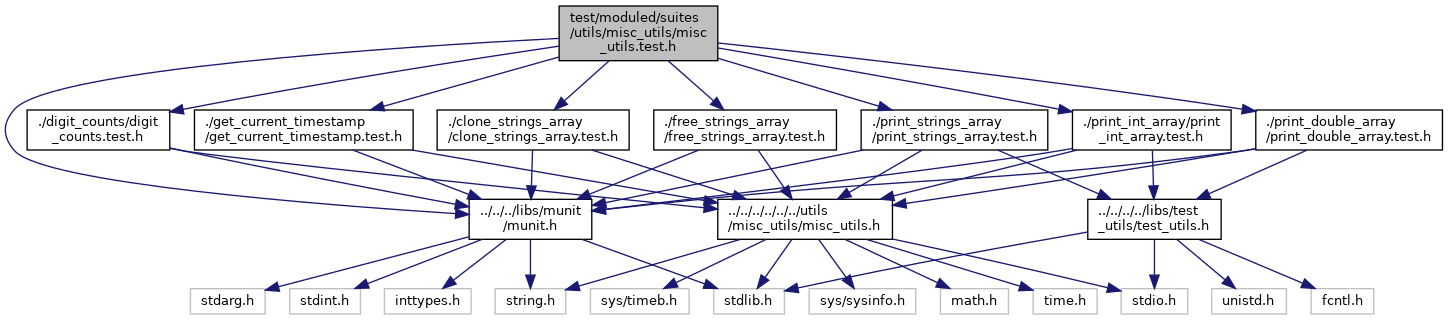 test/moduled/suites
/utils/misc_utils/misc
_utils.test.h
./digit_counts/digit
_counts.test.h
./get_current_timestamp
/get_current_timestamp.test.h
./clone_strings_array
/clone_strings_array.test.h
./free_strings_array
/free_strings_array.test.h
./print_strings_array
/print_strings_array.test.h
./print_int_array/print
_int_array.test.h
./print_double_array
/print_double_array.test.h
../../../libs/munit
/munit.h
../../../../../../utils
/misc_utils/misc_utils.h
../../../../libs/test
_utils/test_utils.h
stdarg.h
stdint.h
inttypes.h
string.h
sys/timeb.h
stdlib.h
sys/sysinfo.h
math.h
time.h
stdio.h
unistd.h
fcntl.h